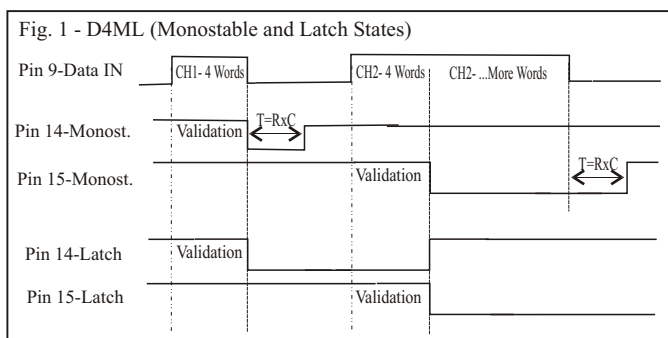 Fig. 1 - D4ML (Monostable and Latch States)
Pin 9-Data IN
CH1- 4 Words
CH2- 4 Words
CH2- ...More Words
Pin 14-Monost.
Validation
T=RxC
Pin 15-Monost.
Validation
T=RxC
Pin 14-Latch
Validation
Pin 15-Latch
Validation